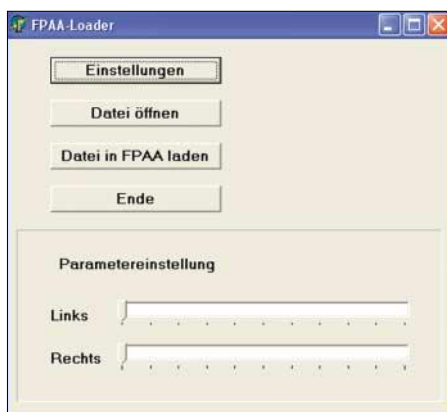 FPAA-Loader
Einstellungen
Datei öffnen
Datei in FPAA laden
Ende
Parametereinstellung
Links
Rechts